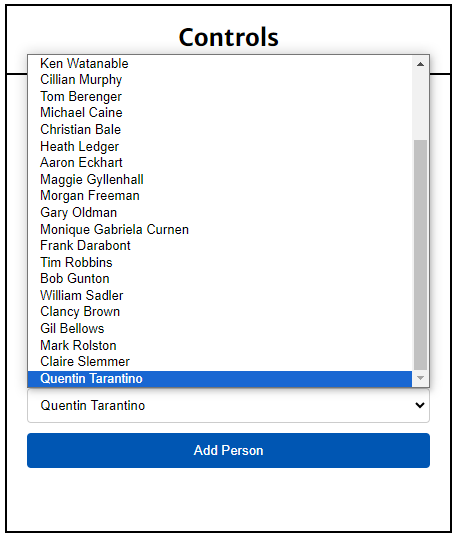 Controls
Ken Watanable
Cillian Murphy
Tom Berenger
Michael Caine
Christian Bale
Heath Ledger
Aaron Eckhart
Maggie Gyllenhall
Morgan Freeman
Gary Oldman
Monique Gabriela Curnen
Frank Darabont
Tim Robbins
Bob Gunton
William Sadler
Clancy Brown
Gil Bellows
Mark Rolston
Claire Slemmer
Quentin Tarantino
Quentin Tarantino
Add Person